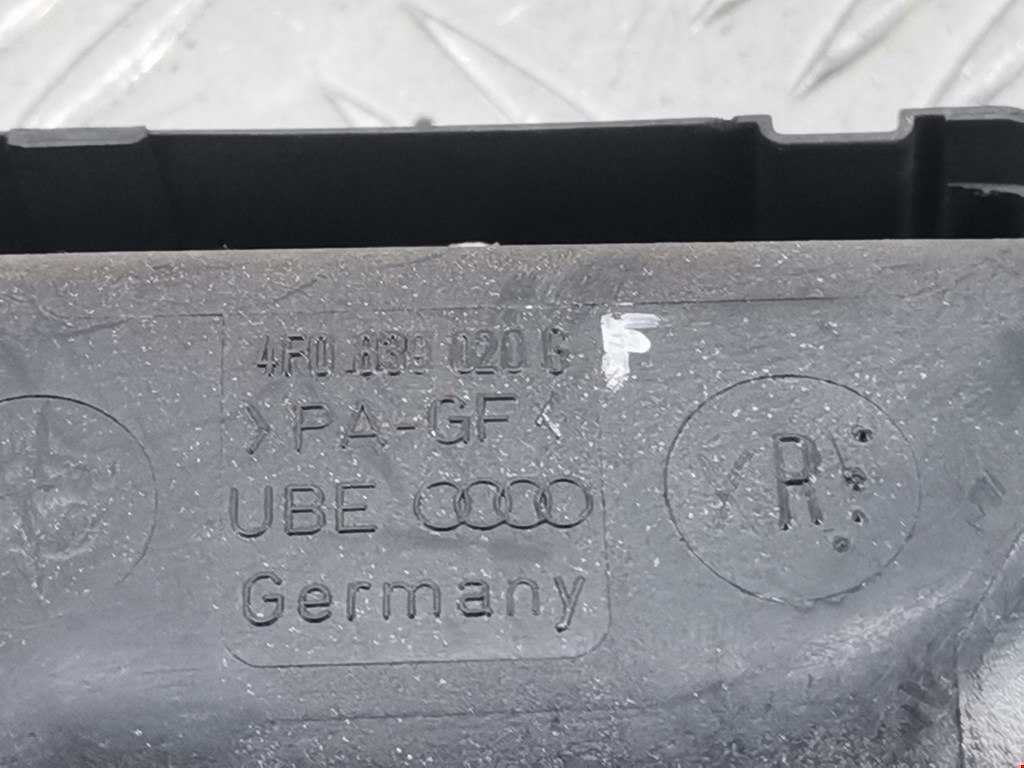 4F0 839 020 G F
>PA-GF<
UBE
Germany
R